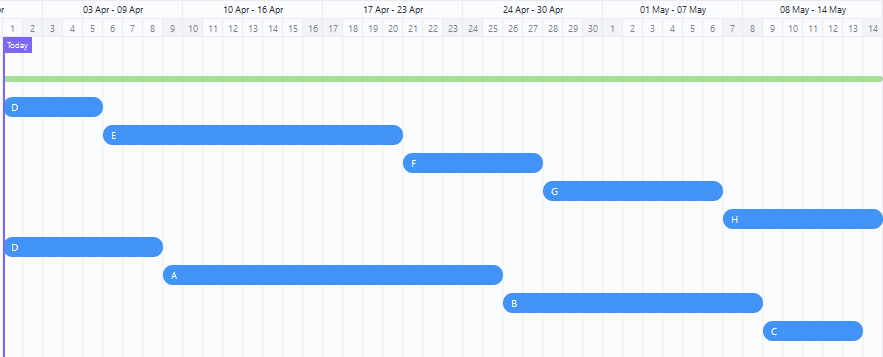 03 Apr - 09 Apr 10 Apr - 16 Apr 17 Apr - 23 Apr 24 Apr - 30 Apr 01 May - 07 May 08 May - 14 May
1 2 3 4 5 6 7 8 9 10 11 12 13 14 15 16 17 18 19 20 21 22 23 24 25 26 27 28 29 30 1 2 3 4 5 6 7 8 9 10 11 12 13 14
Today
D
E
F
G
H
D
A
B
C